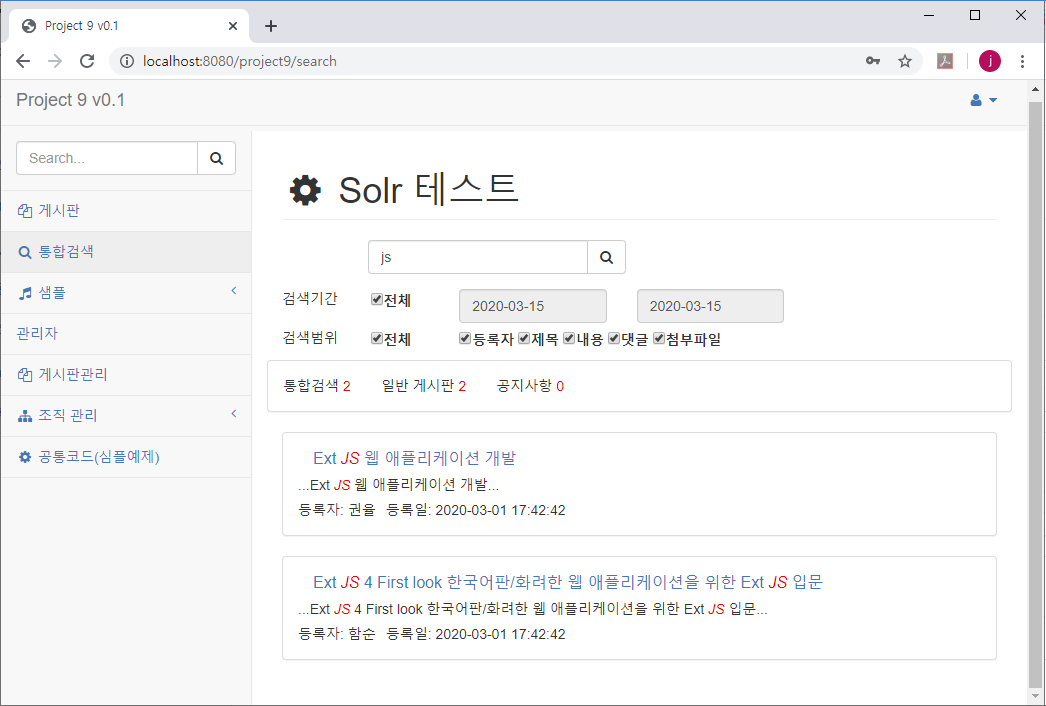 Project 9 v0.1
localhost:8080/project9/search
j
Project 9 v0.1
Search...
게시판
통합검색
샘플
관리자
게시판관리
조직 관리
공통코드(심플예제)
Solr 테스트
js
검색기간 전체 2020-03-15 2020-03-15
검색범위 전체 등록자 제목 내용 댓글 첨부파일
통합검색 2 일반 게시판 2 공지사항 0
Ext JS 웹 애플리케이션 개발
...Ext JS 웹 애플리케이션 개발...
등록자: 권율 등록일: 2020-03-01 17:42:42
Ext JS 4 First look 한국어판/화려한 웹 애플리케이션을 위한 Ext JS 입문
...Ext JS 4 First look 한국어판/화려한 웹 애플리케이션을 위한 Ext JS 입문...
등록자: 함순 등록일: 2020-03-01 17:42:42